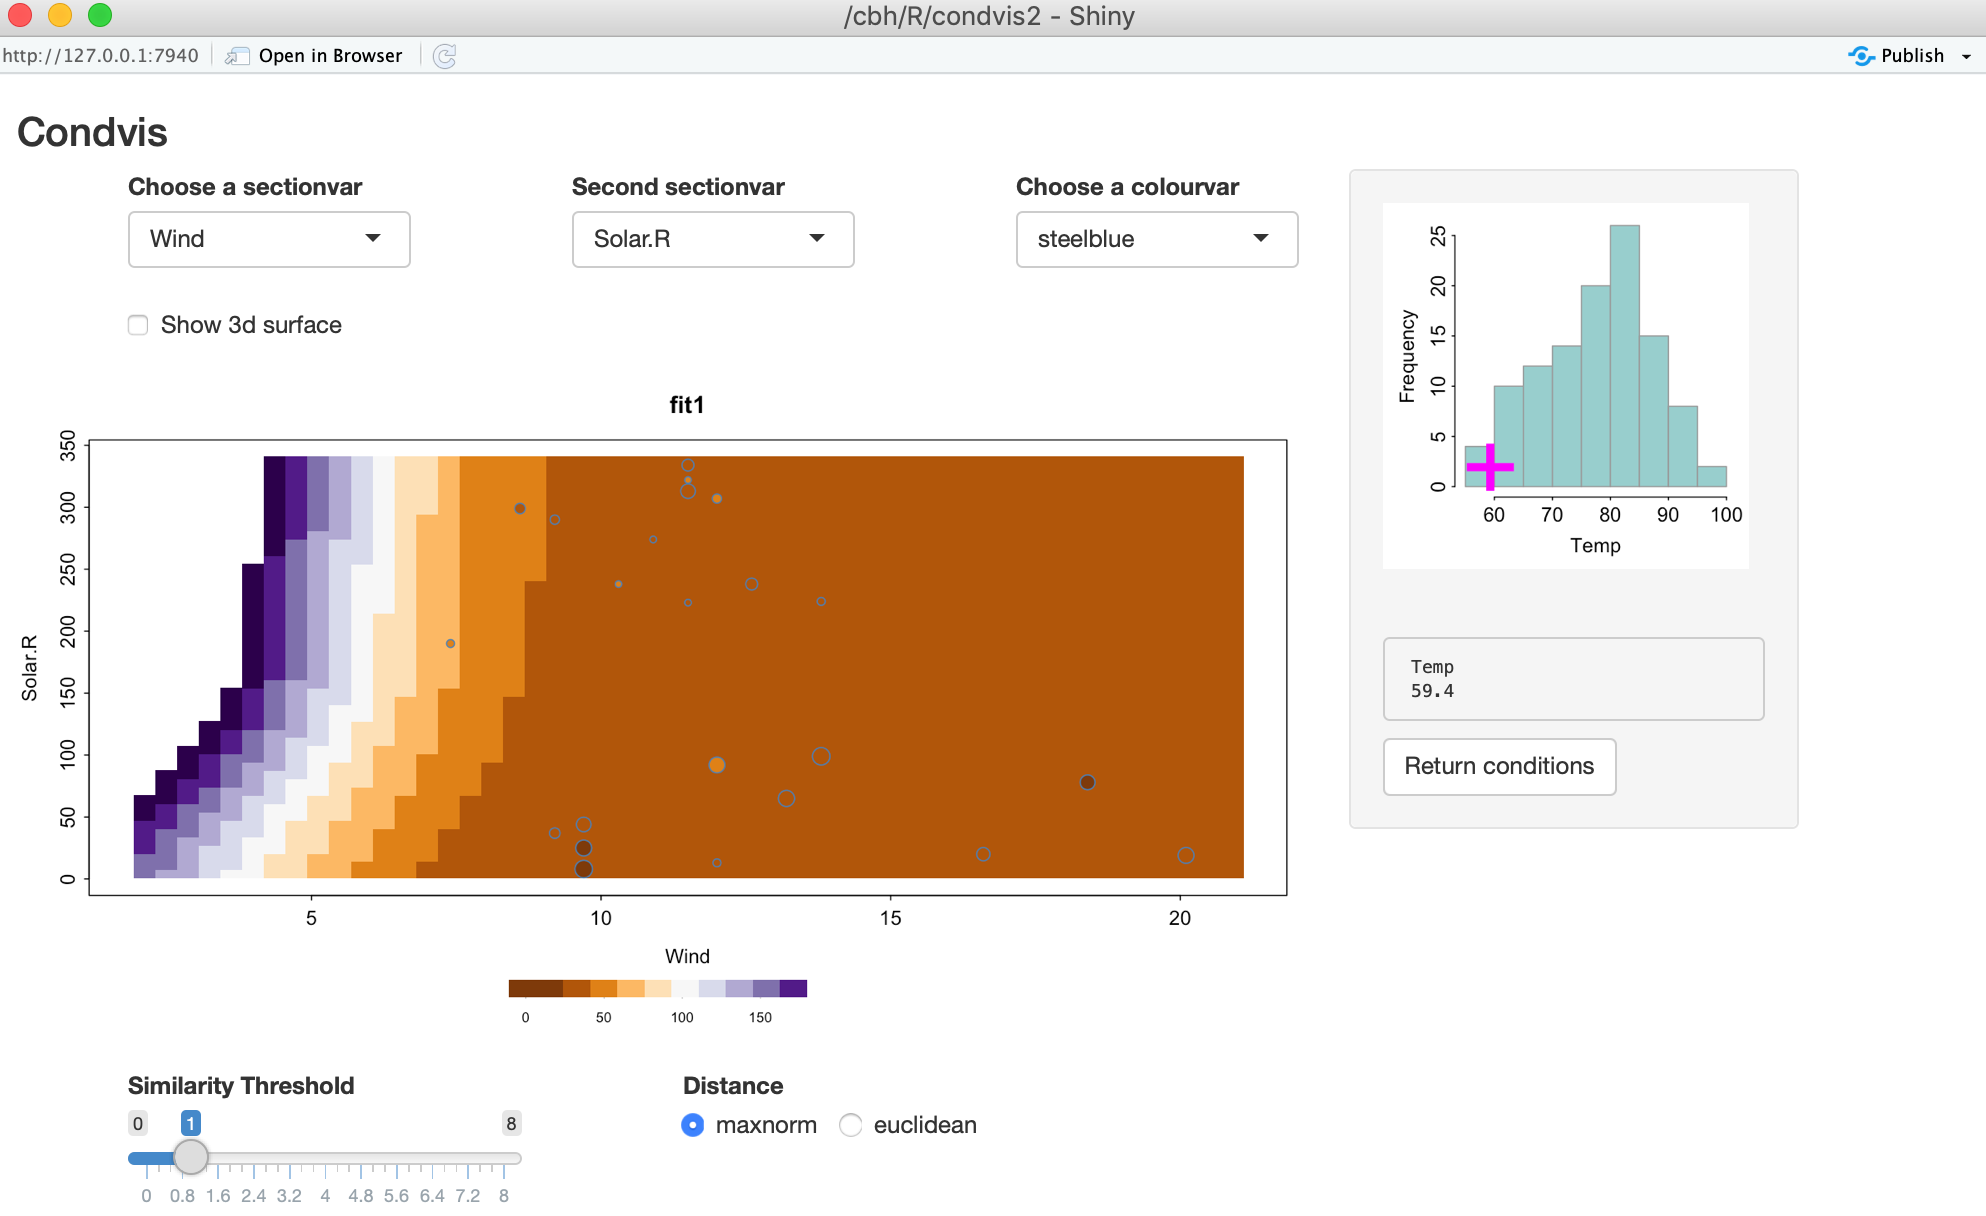 /cbh/R/condvis2 - Shiny
http://127.0.0.1:7940 Open in Browser Publish
Condvis
Choose a sectionvar Second sectionvar Choose a colourvar
Wind Solar.R steelblue
Show 3d surface
fit1
Solar.R
350
300
250
200
150
100
50
0
5 10 15 20
Wind
0 50 100 150
Similarity Threshold
0 1 8
0 0.8 1.6 2.4 3.2 4 4.8 5.6 6.4 7.2 8
Distance
maxnorm euclidean
Frequency
25
20
15
10
5
0
60 70 80 90 100
Temp
Temp
59.4
Return conditions